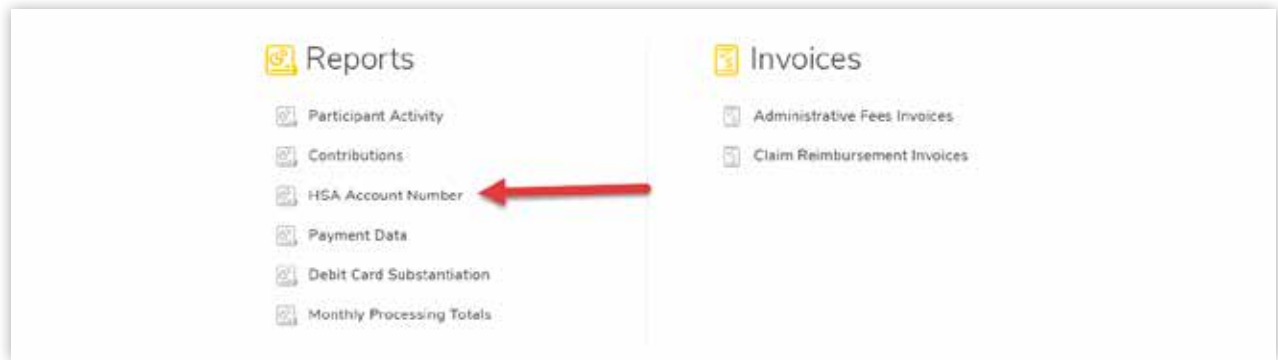 Reports
Participant Activity
Contributions
HSA Account Number
Payment Data
Debit Card Substantiation
Monthly Processing Totals
Invoices
Administrative Fees Invoices
Claim Reimbursement Invoices